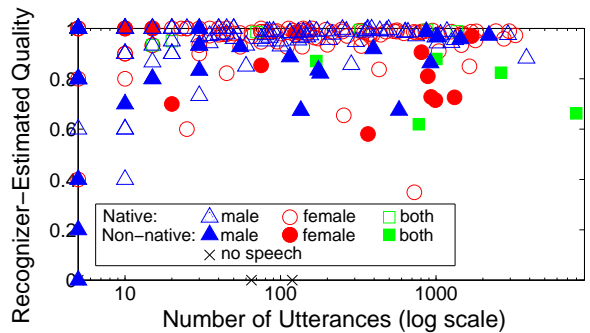 Recognizer−Estimated Quality
1
0.8
0.6
0.4
0.2
0
Native: male female both
Non−native: male female both
no speech
10 100 1000
Number of Utterances (log scale)